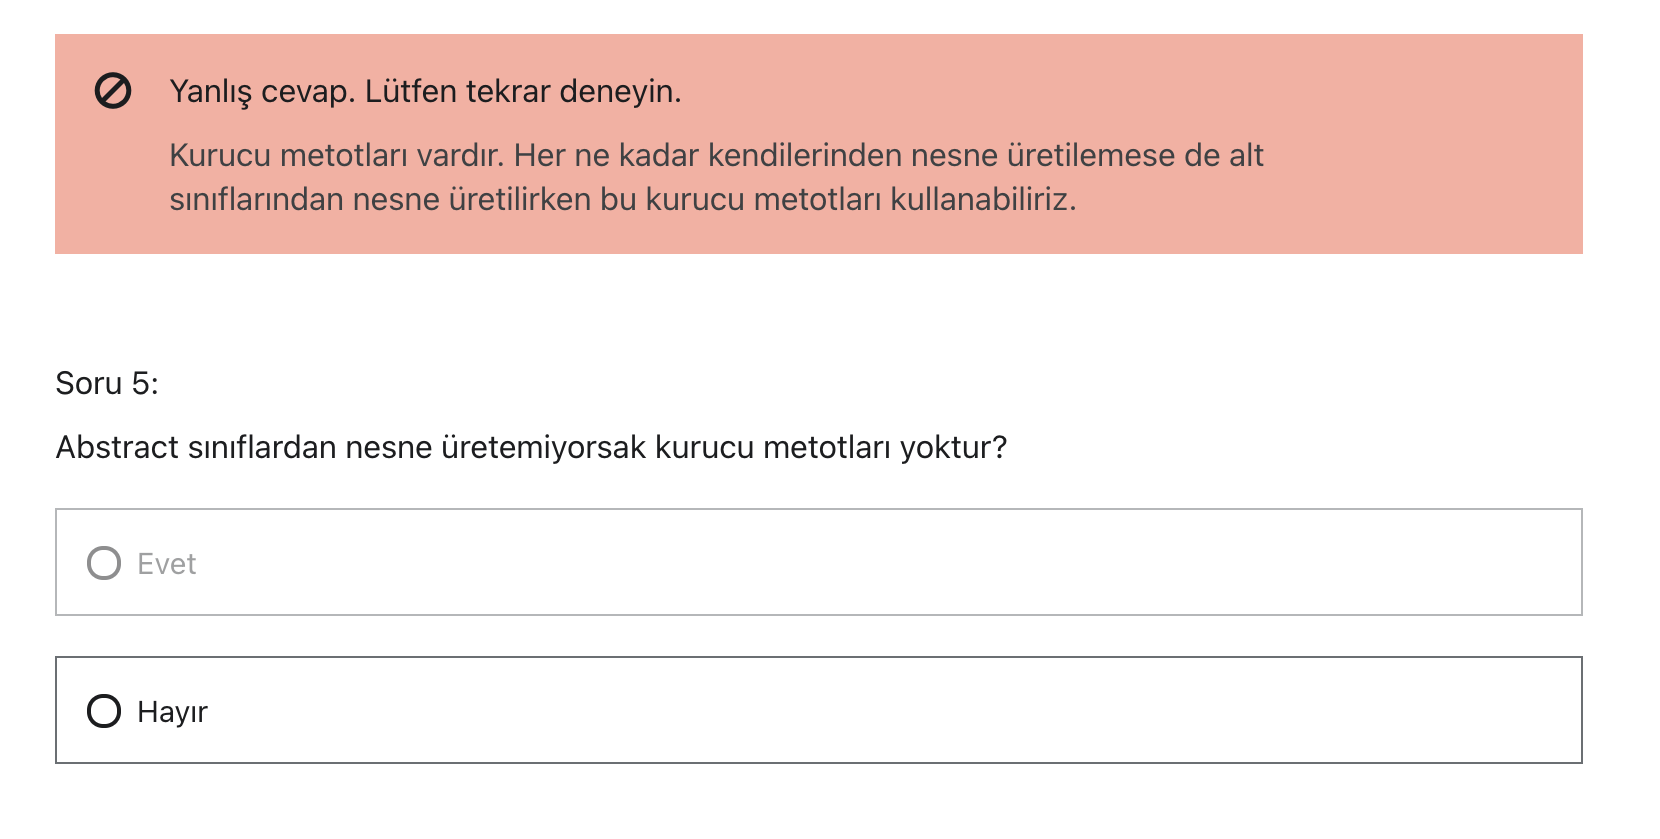 Yanlış cevap. Lütfen tekrar deneyin.
Kurucu metotları vardır. Her ne kadar kendilerinden nesne üretilemese de alt
sınıflarından nesne üretilirken bu kurucu metotları kullanabiliriz.
Soru 5:
Abstract sınıflardan nesne üretemiyorsak kurucu metotları yoktur?
Evet
Hayır